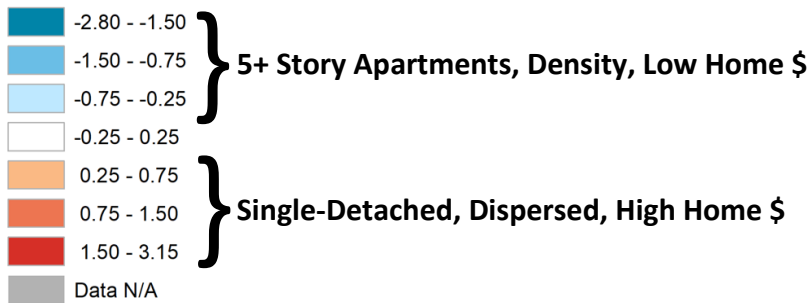 -2.80 - -1.50
-1.50 - -0.75
5+ Story Apartments, Density, Low Home $
-0.75 - -0.25
-0.25 - 0.25
0.25 - 0.75
0.75 - 1.50
Single-Detached, Dispersed, High Home $
1.50 - 3.15
Data N/A